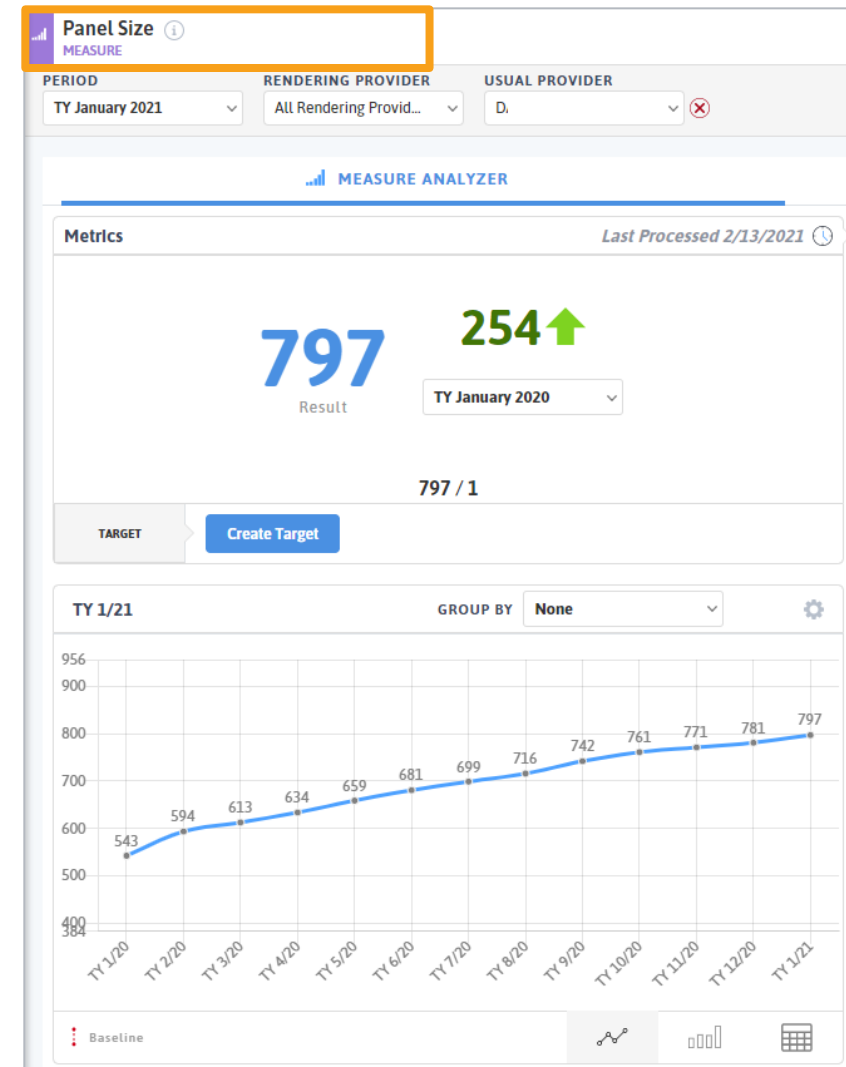 Panel Size
MEASURE
PERIOD RENDERING PROVIDER USUAL PROVIDER
TY January 2021 All Rendering Provid... D.
MEASURE ANALYZER
Metrics Last Processed 2/13/2021
254
797
Result
TY January 2020
797 / 1
TARGET Create Target
TY 1/21 GROUP BY None
956
900
800
700
600
500
400
384
543 594 613 634 659 681 699 716 742 761 771 781 797
TY 1/20 TY 2/20 TY 3/20 TY 4/20 TY 5/20 TY 6/20 TY 7/20 TY 8/20 TY 9/20 TY 10/20 TY 11/20 TY 12/20 TY 1/21
Baseline